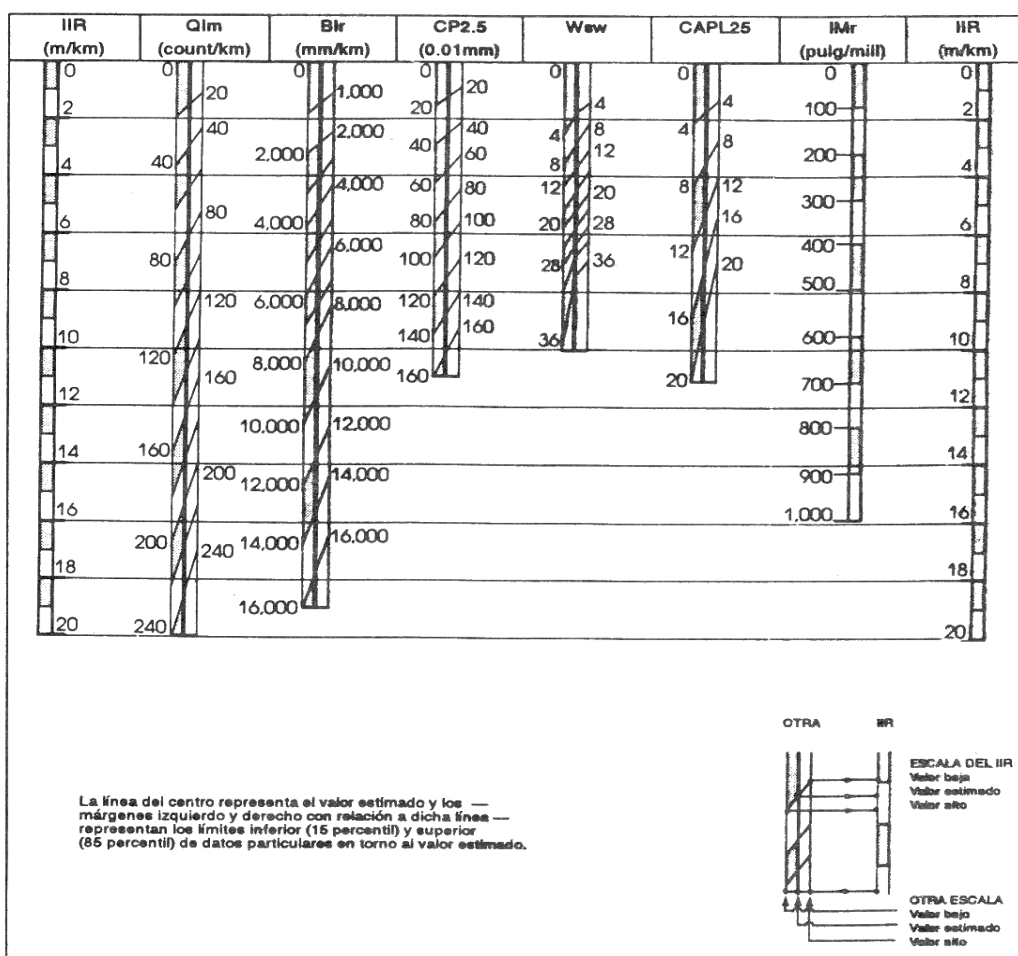 IIR QIm BIr CP2.5 Wsw CAPL25 IMr IIR
(m/km) (count/km) (mm/km) (0.01mm) (pulg/mill) (m/km)
0 0 0 0 0 0 0 0
20 1.000 20 4 4 100
2 20 4 2
40 2.000 40 4 8 8
40 2.000 40 60 8 12 200
4 4.000 60 80 12 20 8 12 300 4
80 4.000 80 100 20 28 16
6 6.000 100 120 28 36 12 20 400 6
80
8 120 6.000 8.000 120 140 16 500 8
140 160 36 600
10 120 160 8.000 10.000 160 20 700 10
12 10.000 12.000 800 12
14 160 200 12.000 14.000 900 14
16 200 240 14.000 16.000 1.000 16
18 16.000 18
20 240 20
OTRA IIR
ESCALA DEL IIR
Valor bajo
Valor estimado
Valor alto
La línea del centro representa el valor estimado y los —
márgenes izquierdo y derecho con relación a dicha línea —
representan los límites inferior (15 percentil) y superior
(85 percentil) de datos particulares en torno al valor estimado.
OTRA ESCALA
Valor bajo
Valor estimado
Valor alto